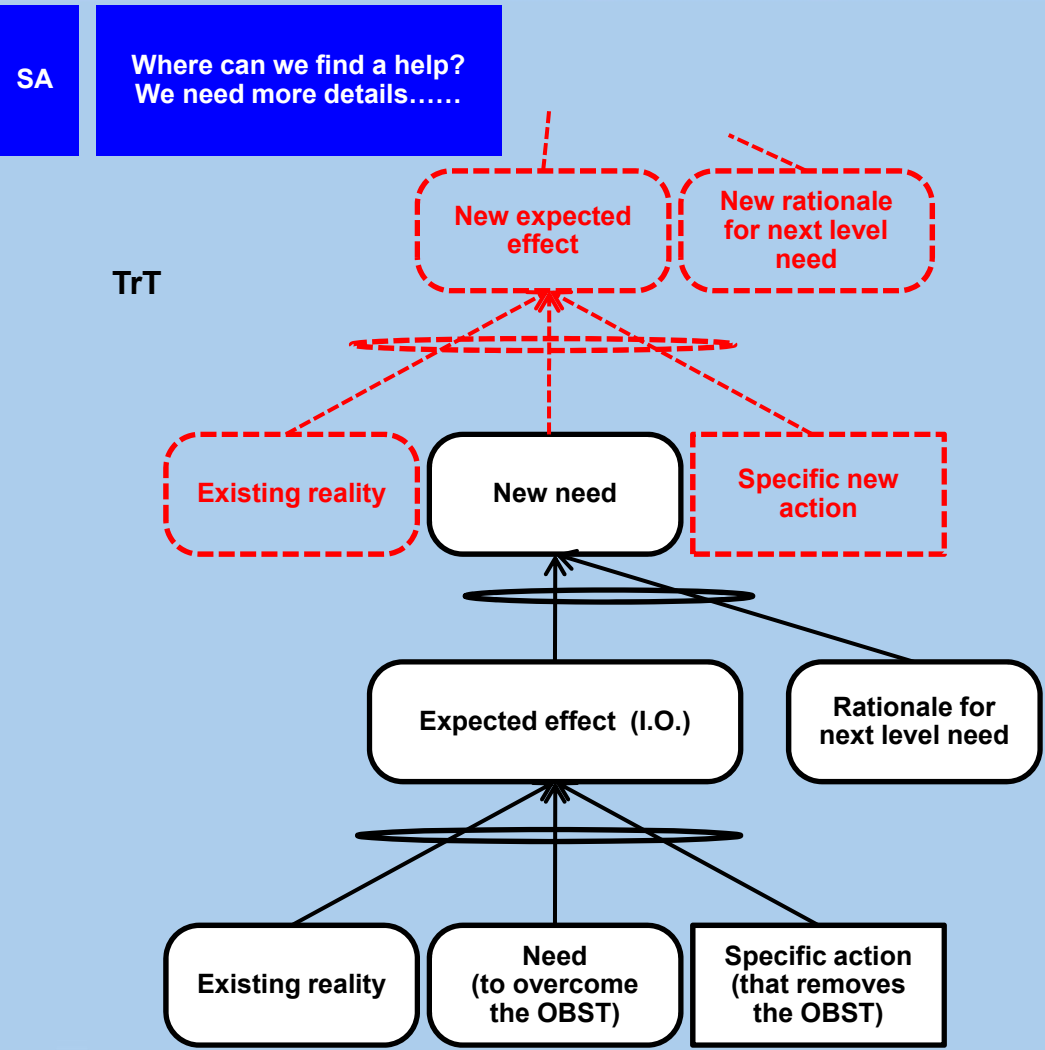 SA
Where can we find a help?
We need more details……
New expected
effect
New rationale
for next level
need
TrT
Existing reality
New need
Specific new
action
Expected effect  (I.O.)
Rationale for
next level need
Existing reality
Need
(to overcome
the OBST)
Specific action
(that removes
the OBST)